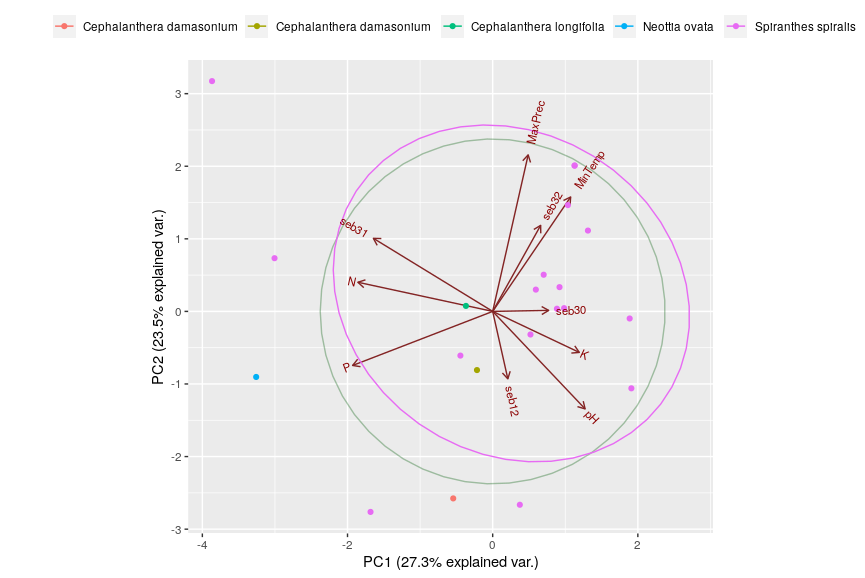 Cephalanthera damasonium Cephalanthera damasonium Cephalanthera longifolia Neottia ovata Spiranthes spiralis
3
MaxPrec
MinTemp
2
seb32
seb31
1
N
0
seb30
K
P
-1
seb12
pH
-2
-3
PC2 (23.5% explained var.)
-4 -2 0 2
PC1 (27.3% explained var.)